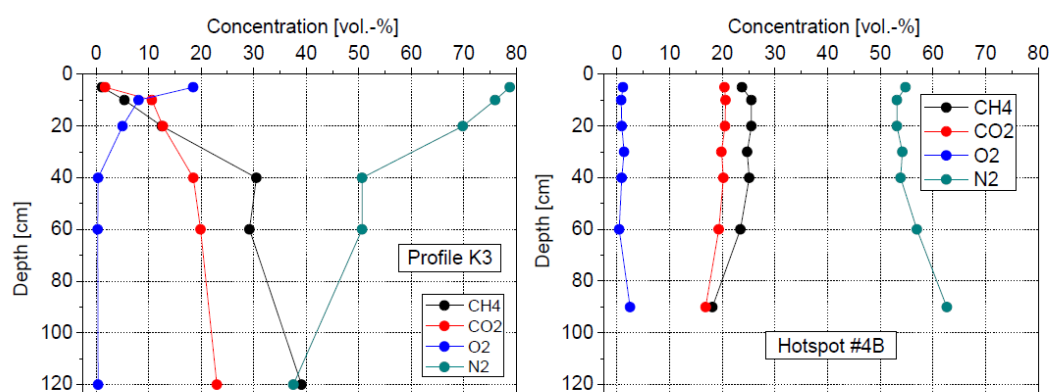 Concentration [vol.-%]
0 10 20 30 40 50 60 70 80
0
20
40
60
80
100
120
Depth [cm]
Profile K3
CH4
CO2
O2
N2
Concentration [vol.-%]
0 10 20 30 40 50 60 70 80
0
20
40
60
80
100
120
Depth [cm]
CH4
CO2
O2
N2
Hotspot #4B